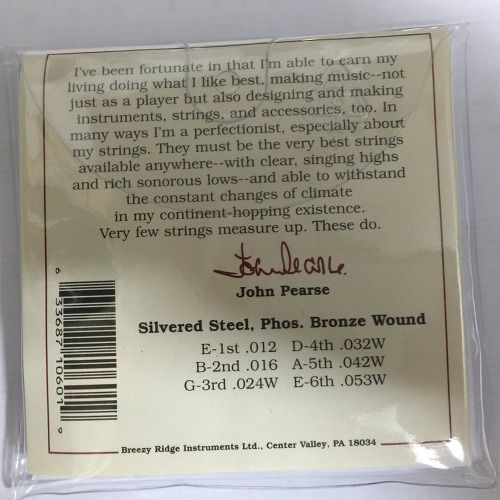 I've been fortunate in that I'm able to earn my
living doing what I like best, making music--not
just as a player but also designing and making
instruments, strings, and accessories, too. In
many ways I'm a perfectionist, especially about
my strings. They must be the very best strings
available anywhere--with clear, singing highs
and rich sonorous lows--and able to withstand
the constant changes of climate
in my continent-hopping existence.
Very few strings measure up. These do.
John Pearse
John Pearse
Silvered Steel, Phos. Bronze Wound
E-1st .012 D-4th .032W
B-2nd .016 A-5th .042W
G-3rd .024W E-6th .053W
6 33687 10601 9
Breezy Ridge Instruments Ltd., Center Valley, PA 18034